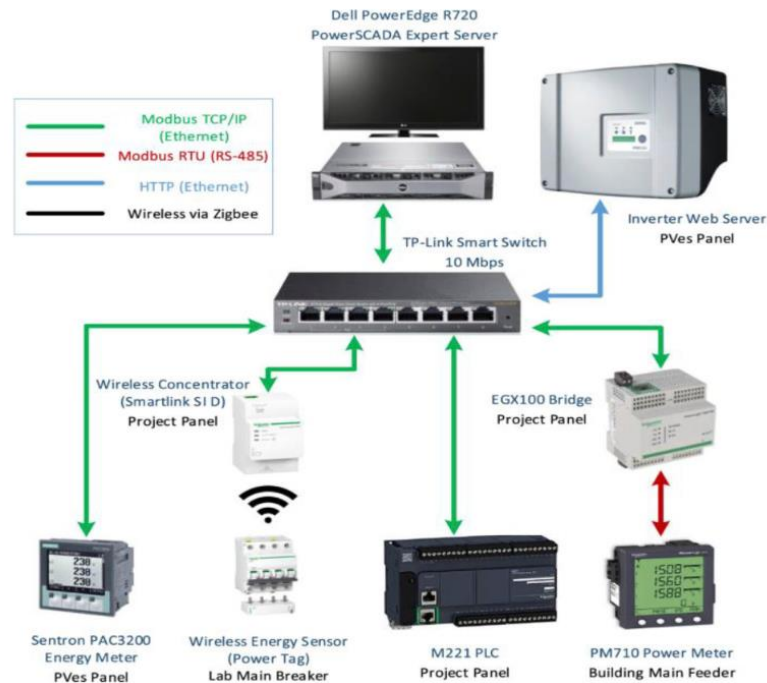 Dell PowerEdge R720
PowerSCADA Expert Server
Modbus TCP/IP
(Ethernet)
Modbus RTU (RS-485)
HTTP (Ethernet)
Wireless via Zigbee
Inverter Web Server
PVes Panel
TP-Link Smart Switch
10 Mbps
TP-LINK
Wireless Concentrator
(Smartlink SI D)
Project Panel
EGX100 Bridge
Project Panel
238
238
238
1508
1560
1588
Sentron PAC3200
Energy Meter
PVes Panel
Wireless Energy Sensor
(Power Tag)
Lab Main Breaker
M221 PLC
Project Panel
PM710 Power Meter
Building Main Feeder